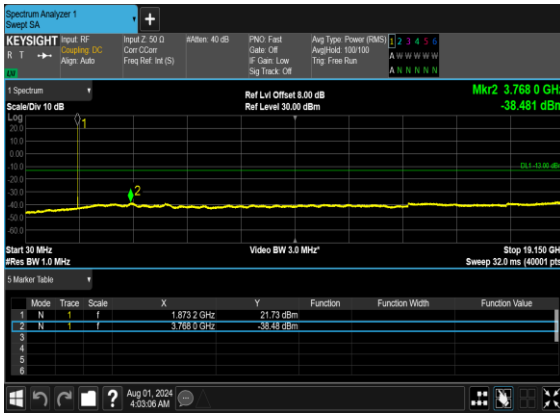 Spectrum Analyzer 1
Swept SA
KEYSIGHT Input: RF Input Z: 50 Ω #Atten: 40 dB PNO: Fast Avg Type: Power (RMS) 1 2 3 4 5 6
R T Coupling: DC Corr CCorr Gate: Off Avg|Hold: 100/100 A W W W W W
Align: Auto Freq Ref: Int (S) IF Gain: Low Trig: Free Run
LXI Sig Track: Off A N N N N N
1 Spectrum Ref Lvl Offset 8.00 dB Mkr2 3.768 0 GHz
Scale/Div 10 dB Ref Level 30.00 dBm -38.481 dBm
Log
1
20.0
10.0
0.00
-10.0
DL1 -13.00 dBm
-20.0
-30.0
2
-40.0
-50.0
-60.0
Start 30 MHz Video BW 3.0 MHz* Stop 19.150 GHz
#Res BW 1.0 MHz Sweep 32.0 ms (40001 pts)
5 Marker Table
Mode Trace Scale X Y Function Function Width Function Value
1 N 1 f 1.873 2 GHz 21.73 dBm
2 N 1 f 3.768 0 GHz -38.48 dBm
3
4
5
6
? Aug 01, 2024
4:03:06 AM